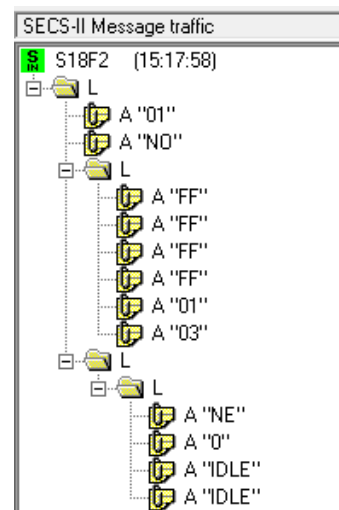 SECS-II Message traffic
S IN S18F2 (15:17:58)
L
A "01"
A "NO"
L
A "FF"
A "FF"
A "FF"
A "FF"
A "01"
A "03"
L
L
A "NE"
A "0"
A "IDLE"
A "IDLE"